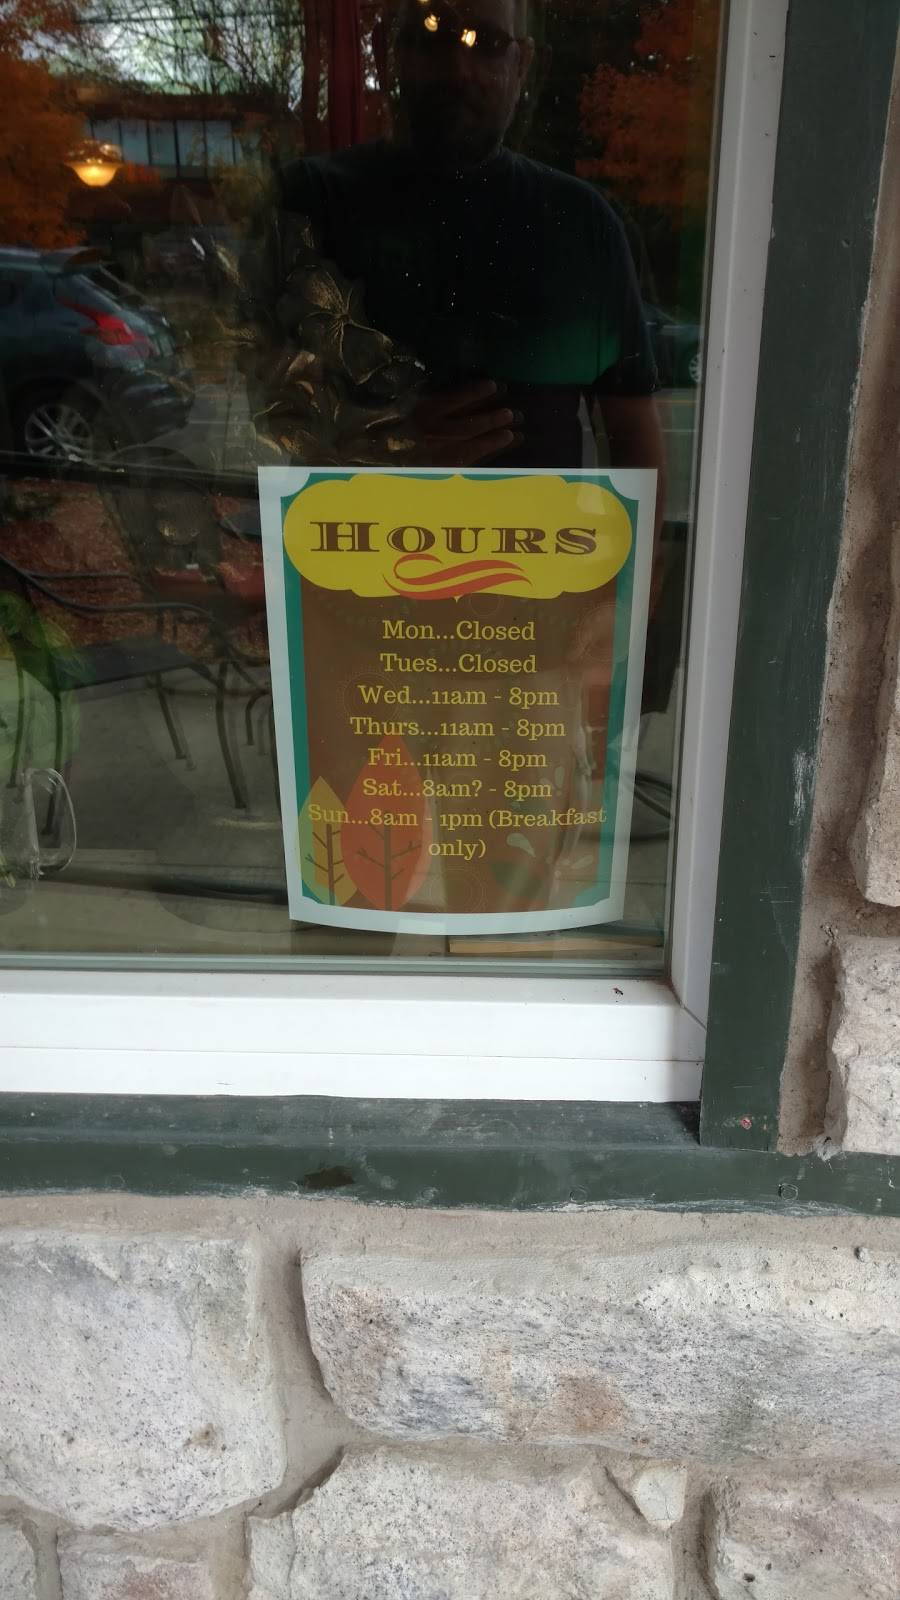 Hours
Mon...Closed
Tues...Closed
Wed...11am - 8pm
Thurs...11am - 8pm
Fri...11am - 8pm
Sat...8am? - 8pm
Sun...8am - 1pm (Breakfast
only)